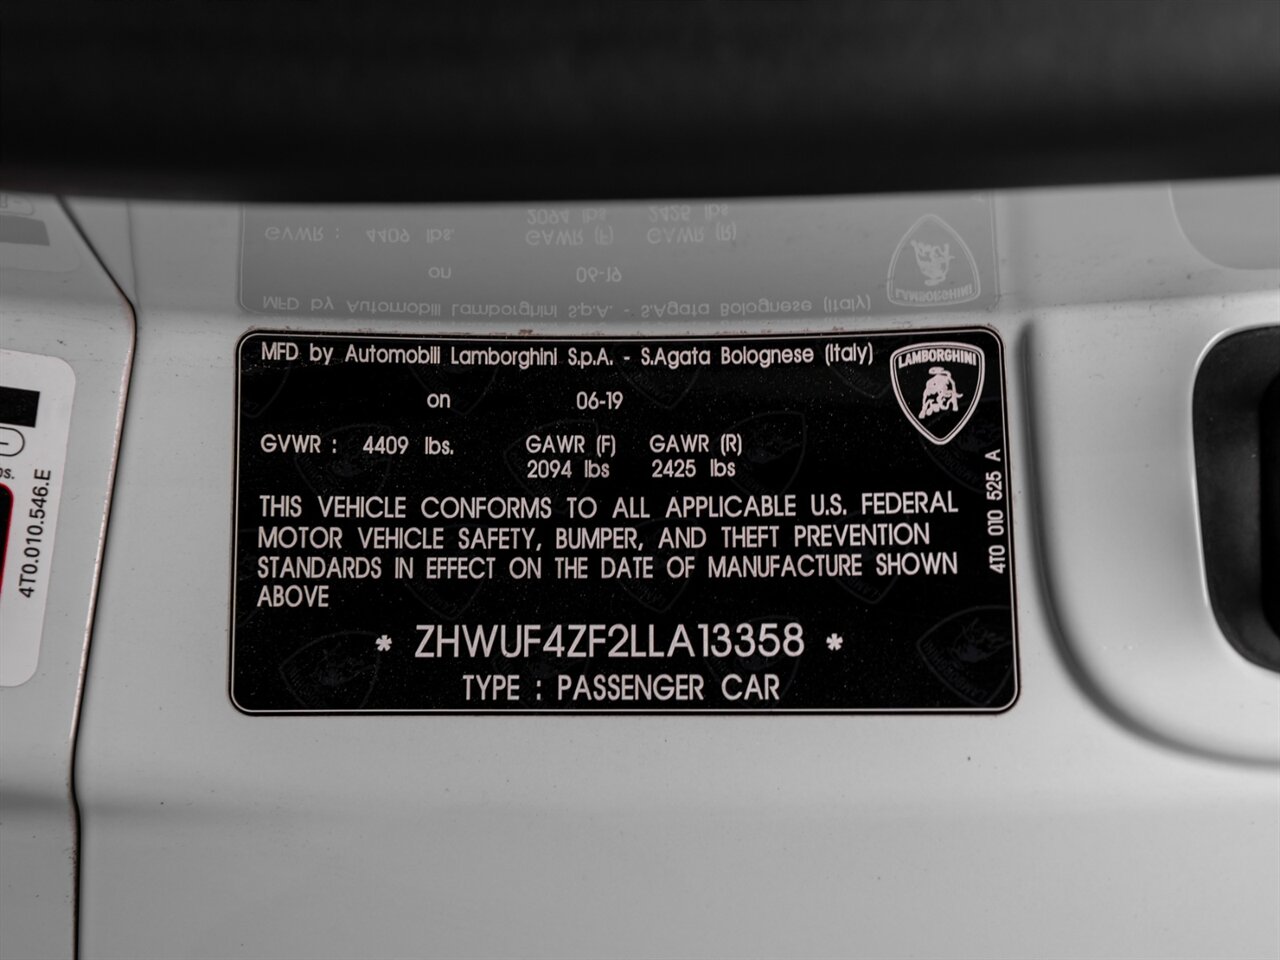 MFD by Automobili Lamborghini S.p.A. - S.Agata Bolognese (Italy)
LAMBORGHINI
on 06-19
GVWR : 4409 lbs. GAWR (F) GAWR (R)
2094 lbs 2425 lbs
THIS VEHICLE CONFORMS TO ALL APPLICABLE U.S. FEDERAL
MOTOR VEHICLE SAFETY, BUMPER, AND THEFT PREVENTION
STANDARDS IN EFFECT ON THE DATE OF MANUFACTURE SHOWN
ABOVE
* ZHWUF4ZF2LLA13358 *
TYPE : PASSENGER CAR
4T0 010 525 A
4T0.010.546.E